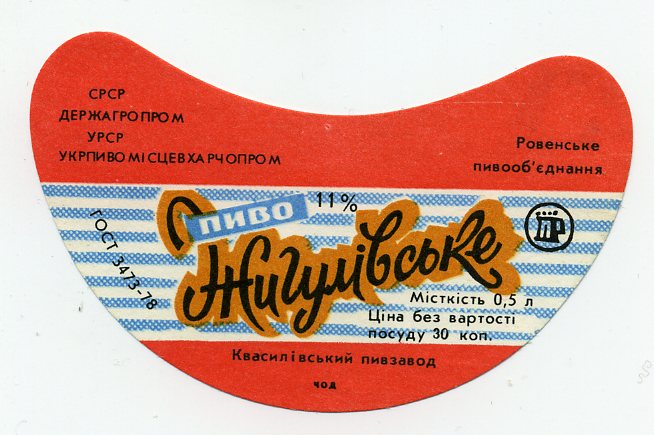 СРСР
ДЕРЖАГРОПРОМ
УРСР
УКРПИВОМІСЦЕВХАРЧОПРОМ
Ровенське
пивооб'єднання
ГОСТ 3473-78
ПИВО
11%
Жигулівське
ПР
Місткість 0,5 л
Ціна без вартості
посуду 30 коп.
Квасилівський пивзавод
ЧОД